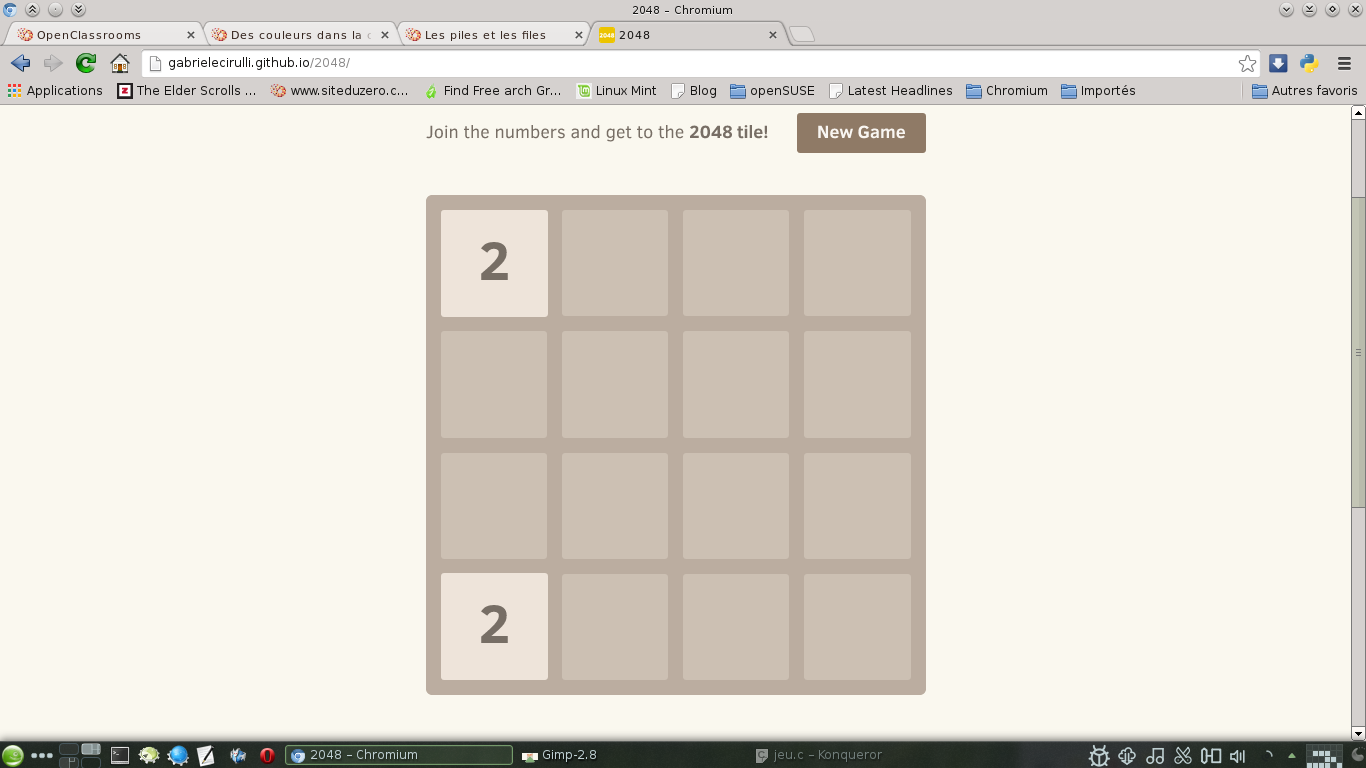 2048 – Chromium
OpenClassrooms
Des couleurs dans la
Les piles et les files
2048
2048
gabrielecirulli.github.io/2048/
Applications
Z The Elder Scrolls ...
www.siteduzero.c...
Find Free arch Gr...
Linux Mint
Blog
openSUSE
Latest Headlines
Chromium
Importés
Autres favoris
Join the numbers and get to the 2048 tile!
New Game
2
2
2048 – Chromium
Gimp-2.8
jeu.c – Konqueror